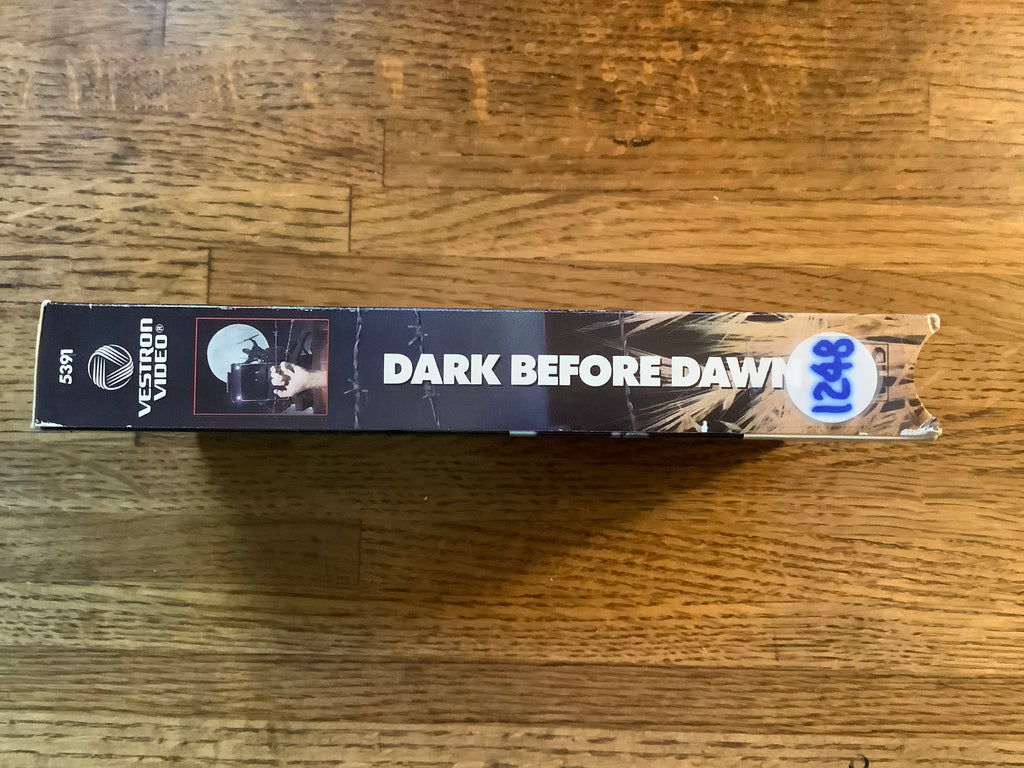 5391
VESTRON
VIDEO®
DARK BEFORE DAWN
1248